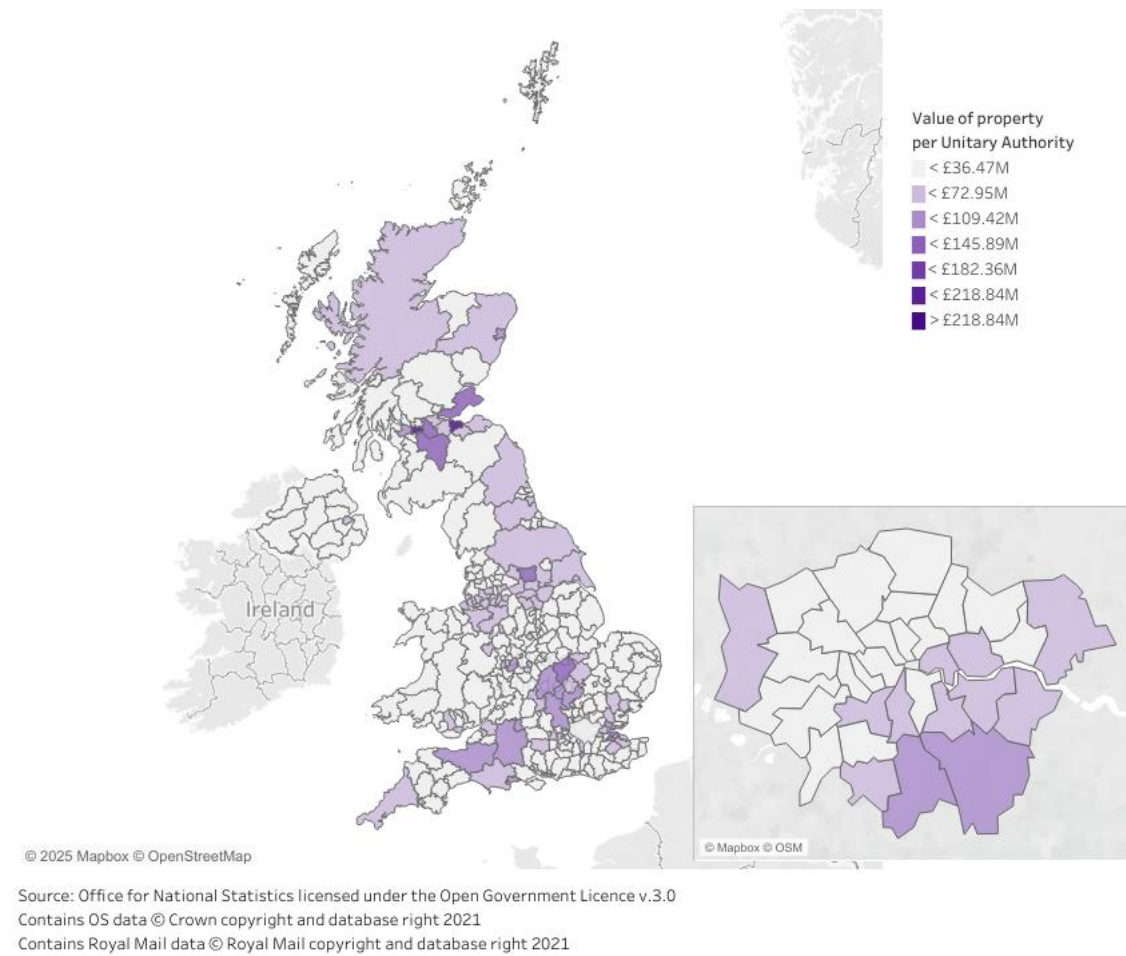 Value of property
per Unitary Authority
< £36.47M
< £72.95M
< £109.42M
< £145.89M
< £182.36M
< £218.84M
> £218.84M
Ireland
© Mapbox © OSM
© 2025 Mapbox © OpenStreetMap
Source: Office for National Statistics licensed under the Open Government Licence v.3.0
Contains OS data © Crown copyright and database right 2021
Contains Royal Mail data © Royal Mail copyright and database right 2021